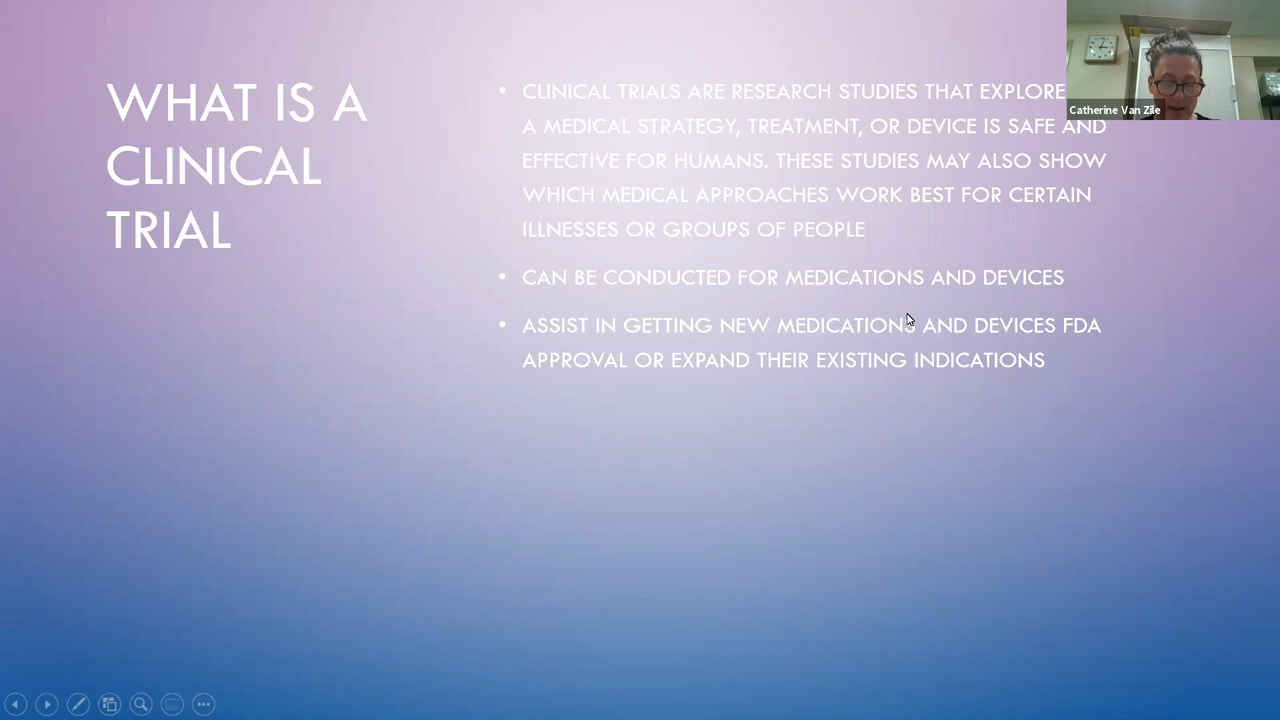 WHAT IS A
CLINICAL
TRIAL
• CLINICAL TRIALS ARE RESEARCH STUDIES THAT EXPLORE
A MEDICAL STRATEGY, TREATMENT, OR DEVICE IS SAFE AND
EFFECTIVE FOR HUMANS. THESE STUDIES MAY ALSO SHOW
WHICH MEDICAL APPROACHES WORK BEST FOR CERTAIN
ILLNESSES OR GROUPS OF PEOPLE
• CAN BE CONDUCTED FOR MEDICATIONS AND DEVICES
• ASSIST IN GETTING NEW MEDICATIONS AND DEVICES FDA
APPROVAL OR EXPAND THEIR EXISTING INDICATIONS
Catherine Van Zile